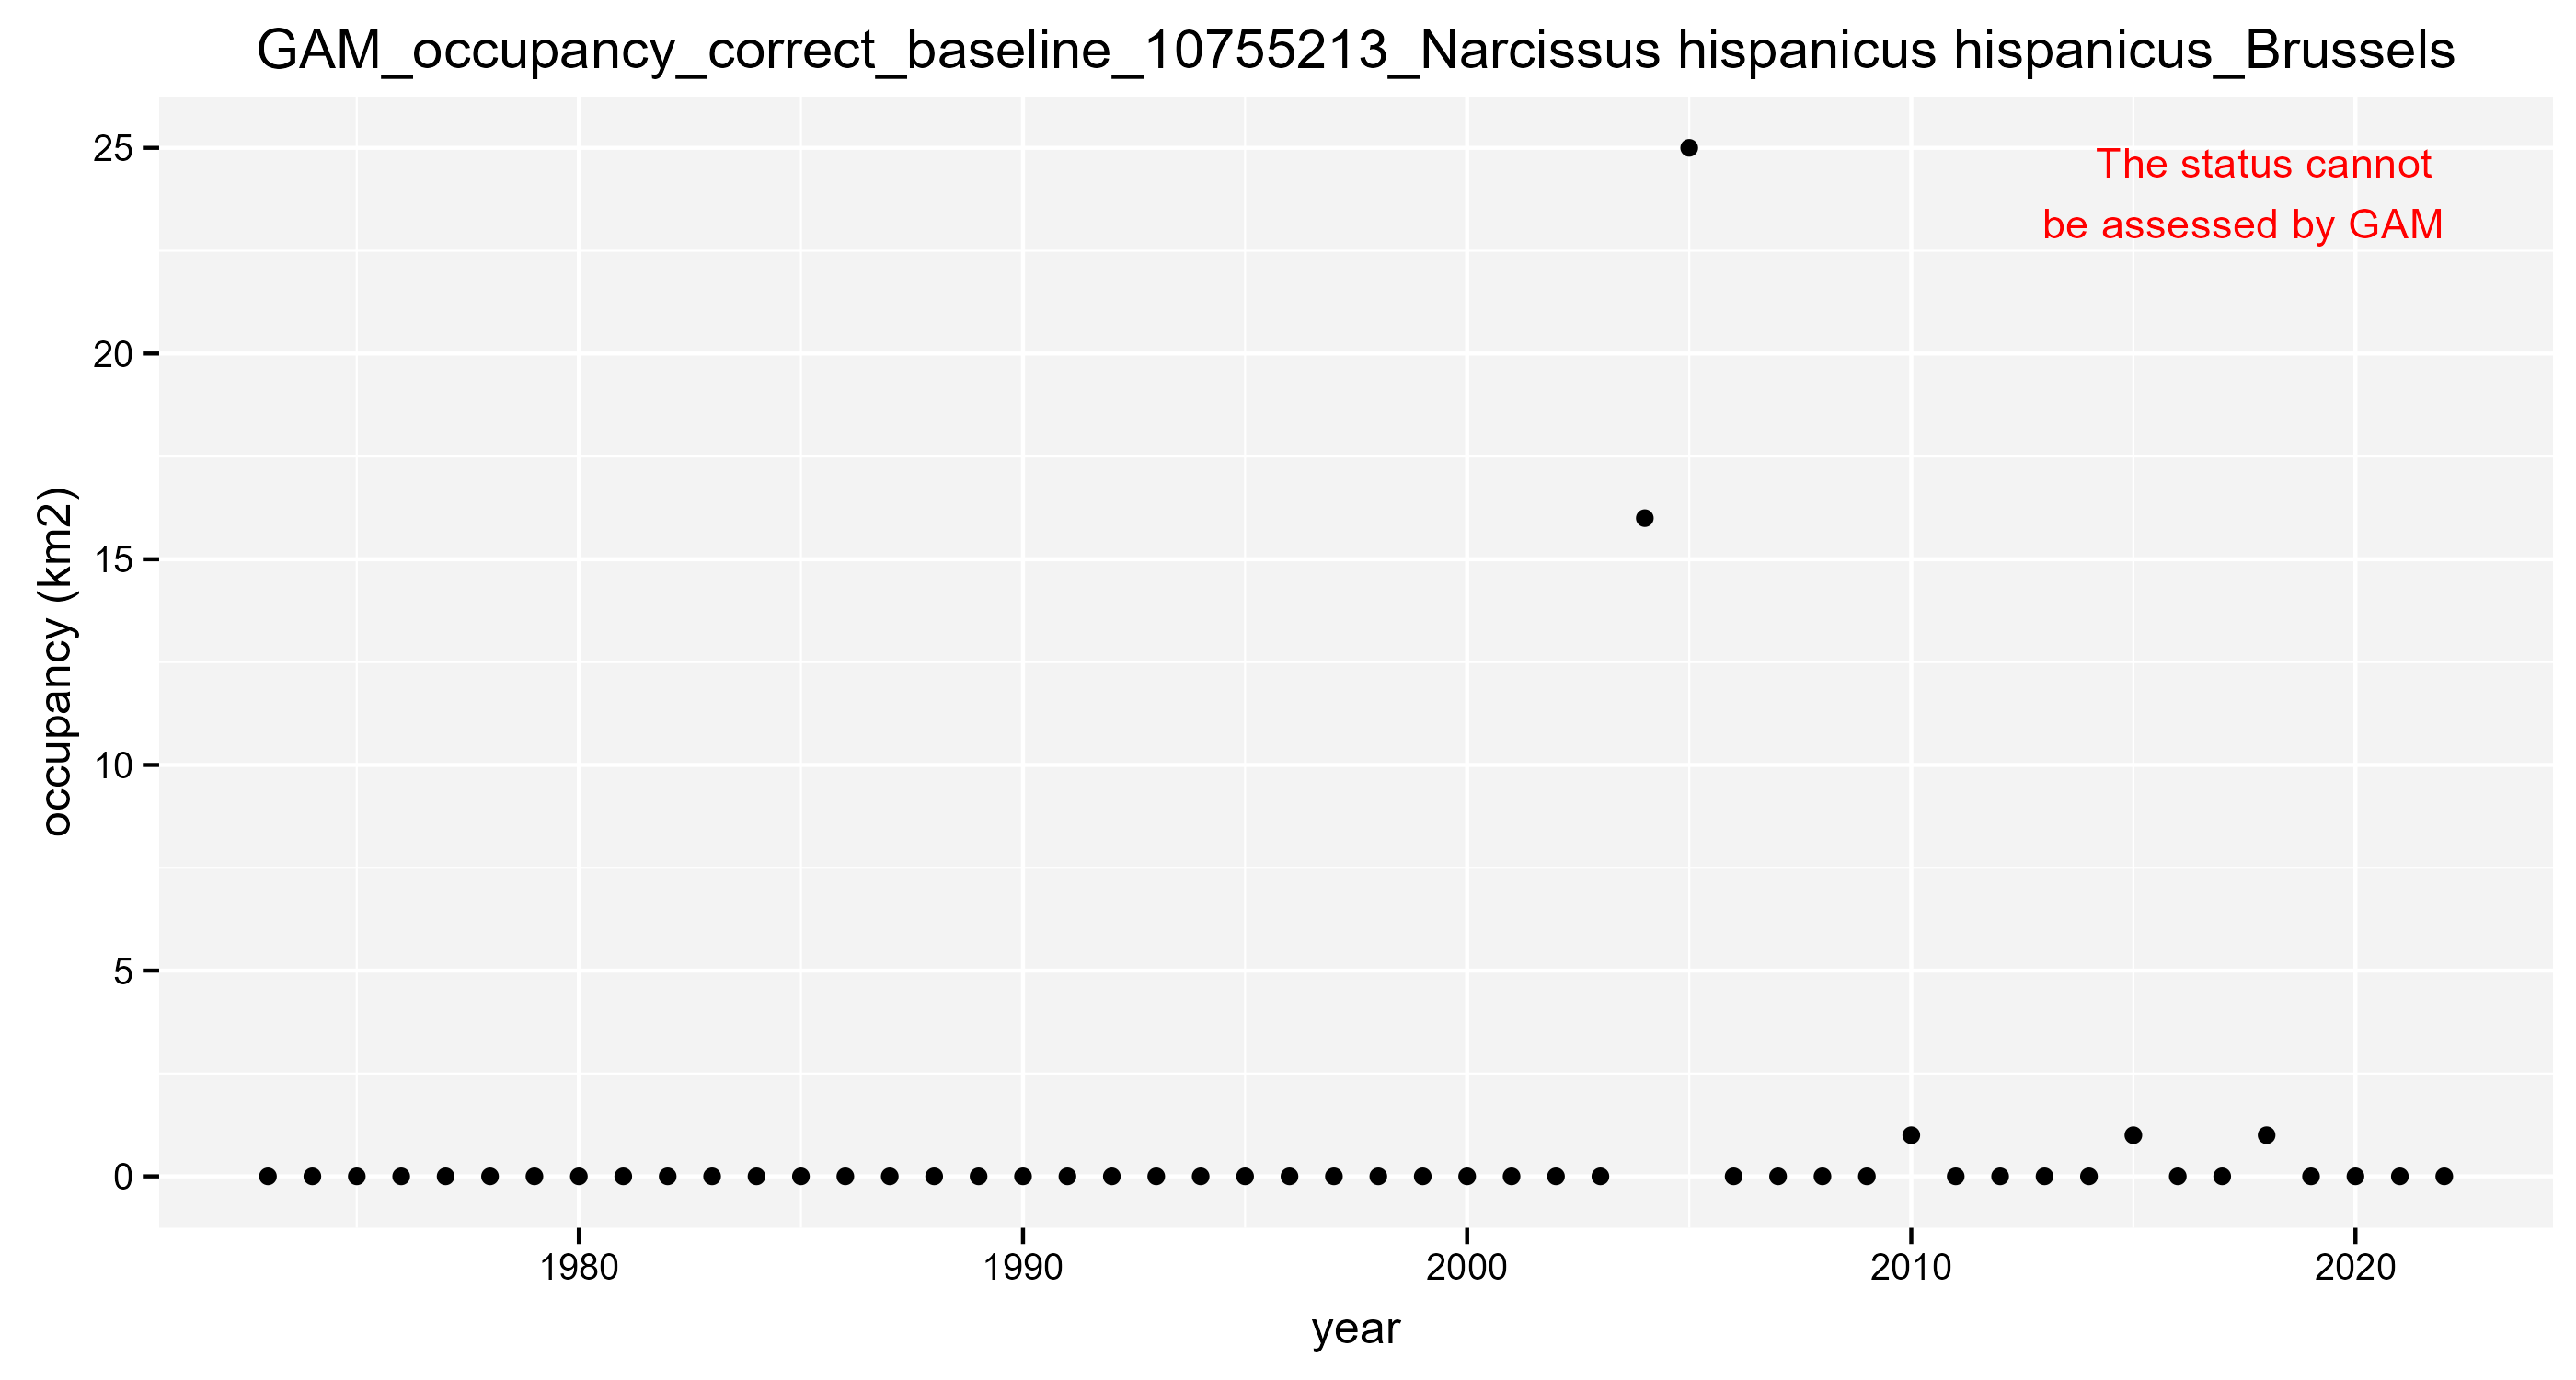 GAM_occupancy_correct_baseline_10755213_Narcissus hispanicus hispanicus_Brussels
The status cannot
be assessed by GAM
occupancy (km2)
25
20
15
10
5
0
1980 1990 2000 2010 2020
year